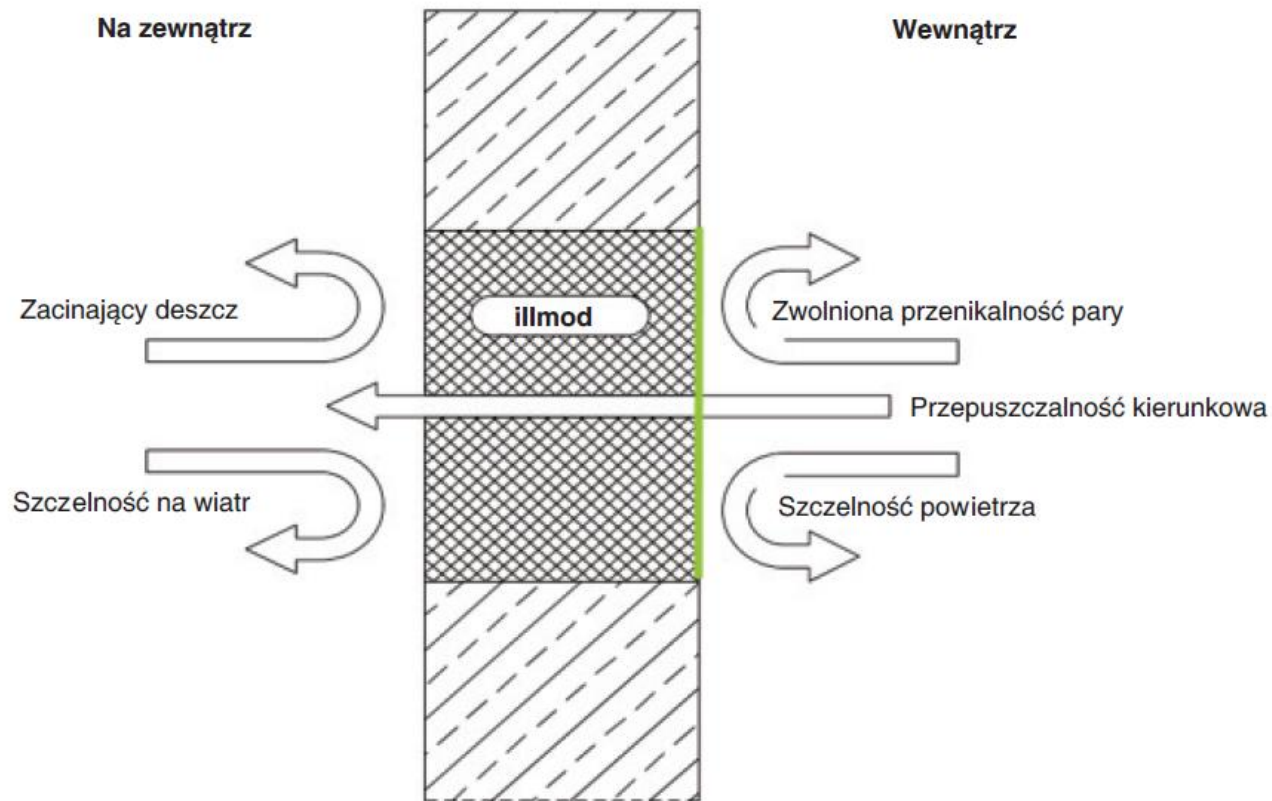 Na zewnątrz
Wewnątrz
illmod
Zacinający deszcz
Zwolniona przenikalność pary
Przepuszczalność kierunkowa
Szczelność na wiatr
Szczelność powietrza